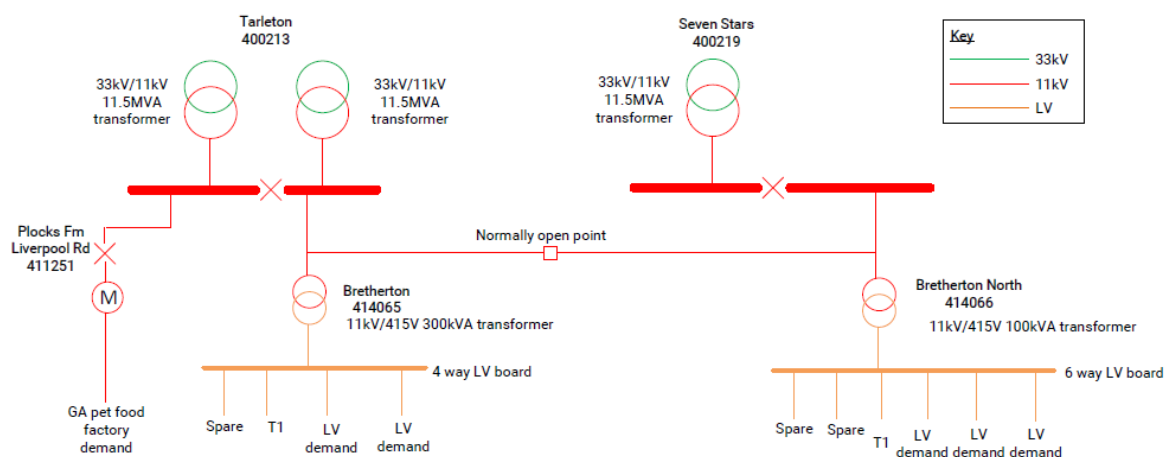 Tarleton
400213
Seven Stars
400219
Key
33kV
11kV
LV
33kV/11kV
11.5MVA
transformer
33kV/11kV
11.5MVA
transformer
33kV/11kV
11.5MVA
transformer
Plocks Fm
Liverpool Rd
411251
M
Normally open point
Bretherton
414065
11kV/415V 300kVA transformer
Bretherton North
414066
11kV/415V 100kVA transformer
4 way LV board
6 way LV board
GA pet food
factory
demand
Spare
T1
LV
demand
LV
demand
Spare
Spare
T1
LV
demand
LV
demand
LV
demand